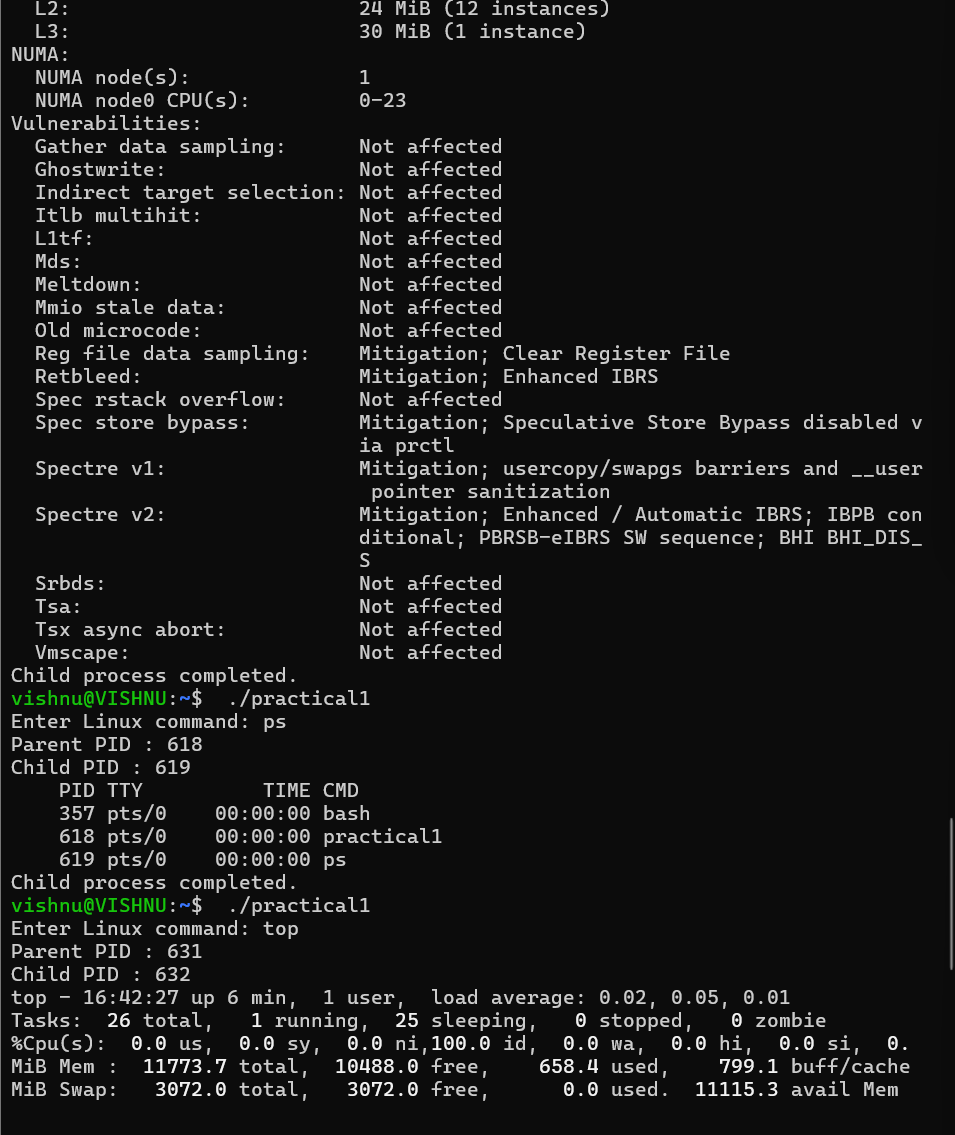 L2: 24 MiB (12 instances)
L3: 30 MiB (1 instance)
NUMA:
NUMA node(s): 1
NUMA node0 CPU(s): 0-23
Vulnerabilities:
Gather data sampling: Not affected
Ghostwrite: Not affected
Indirect target selection: Not affected
Itlb multihit: Not affected
L1tf: Not affected
Mds: Not affected
Meltdown: Not affected
Mmio stale data: Not affected
Old microcode: Not affected
Reg file data sampling: Mitigation; Clear Register File
Retbleed: Mitigation; Enhanced IBRS
Spec rstack overflow: Not affected
Spec store bypass: Mitigation; Speculative Store Bypass disabled v
ia prctl
Spectre v1: Mitigation; usercopy/swapgs barriers and __user
pointer sanitization
Spectre v2: Mitigation; Enhanced / Automatic IBRS; IBPB con
ditional; PBRSB-eIBRS SW sequence; BHI BHI_DIS_
S
Srbds: Not affected
Tsa: Not affected
Tsx async abort: Not affected
Vmscape: Not affected
Child process completed.
vishnu@VISHNU:~$  ./practical1
Enter Linux command: ps
Parent PID : 618
Child PID : 619
PID TTY TIME CMD
357 pts/0 00:00:00 bash
618 pts/0 00:00:00 practical1
619 pts/0 00:00:00 ps
Child process completed.
vishnu@VISHNU:~$  ./practical1
Enter Linux command: top
Parent PID : 631
Child PID : 632
top - 16:42:27 up 6 min,  1 user,  load average: 0.02, 0.05, 0.01
Tasks:  26 total,   1 running,  25 sleeping,   0 stopped,   0 zombie
%Cpu(s):  0.0 us,  0.0 sy,  0.0 ni,100.0 id,  0.0 wa,  0.0 hi,  0.0 si,  0.
MiB Mem :  11773.7 total,  10488.0 free,    658.4 used,    799.1 buff/cache
MiB Swap:   3072.0 total,   3072.0 free,      0.0 used.  11115.3 avail Mem